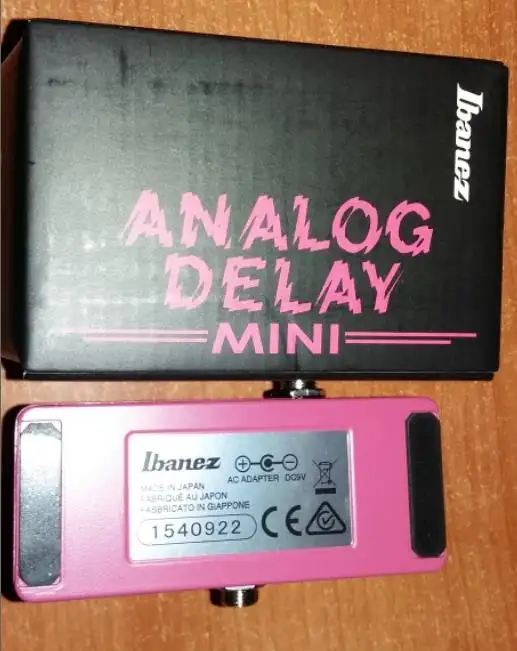 Ibanez
ANALOG
DELAY
MINI
Ibanez
AC ADAPTER DC9V
MADE IN JAPAN
FABRIQUÉ AU JAPON
FABBRICATO IN GIAPPONE
1540922
CE